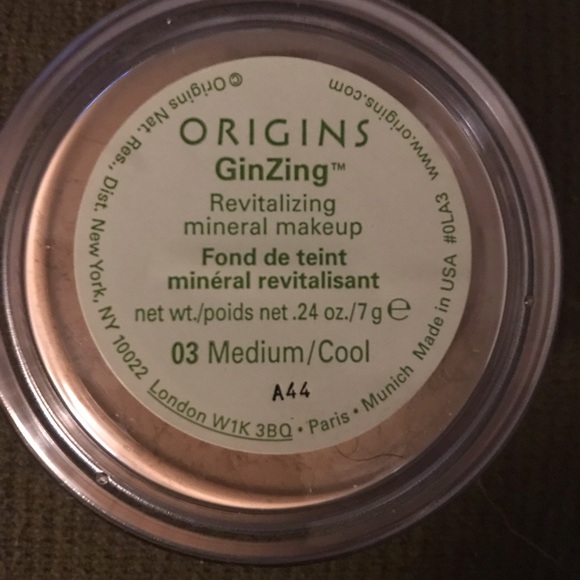 ORIGINS
GinZing™
Revitalizing
mineral makeup
Fond de teint
minéral revitalisant
net wt./poids net .24 oz./7 g ℮
03 Medium/Cool
A44
© Origins Nat. Res., Dist. New York, NY 10022 London W1K 3BQ • Paris • Munich Made in USA #0LA3 www.origins.com